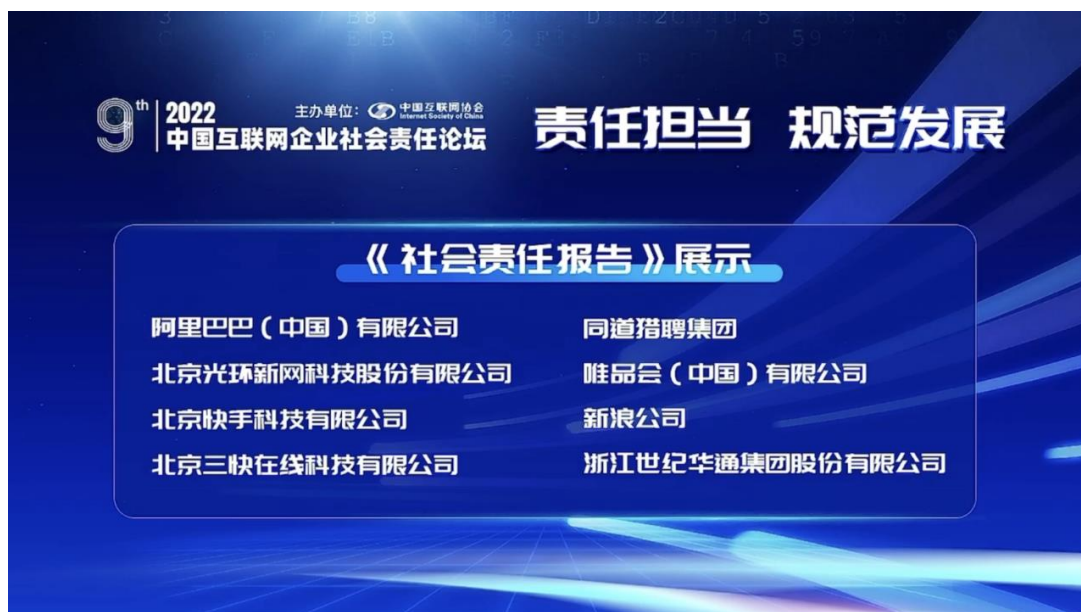 9th
2022
主办单位：
中国互联网协会
Internet Society of China
中国互联网企业社会责任论坛
责任担当 规范发展
《社会责任报告》展示
阿里巴巴（中国）有限公司
北京光环新网科技股份有限公司
北京快手科技有限公司
北京三快在线科技有限公司
同道猎聘集团
唯品会（中国）有限公司
新浪公司
浙江世纪华通集团股份有限公司